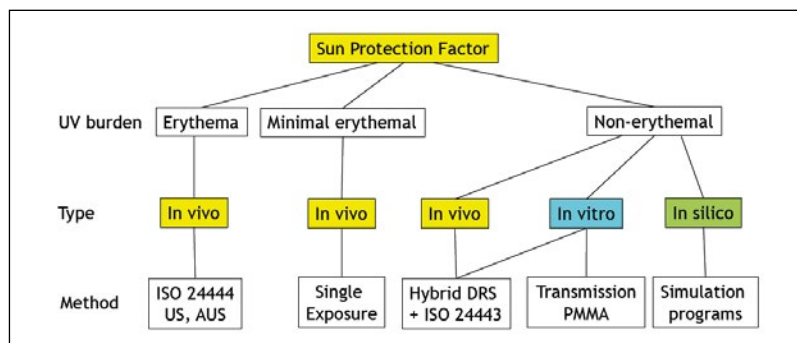 Sun Protection Factor
UV burden Erythema Minimal erythemal Non-erythemal
Type In vivo In vivo In vivo In vitro In silico
Method
ISO 24444
US, AUS
Single
Exposure
Hybrid DRS
+ ISO 24443
Transmission
PMMA
Simulation
programs